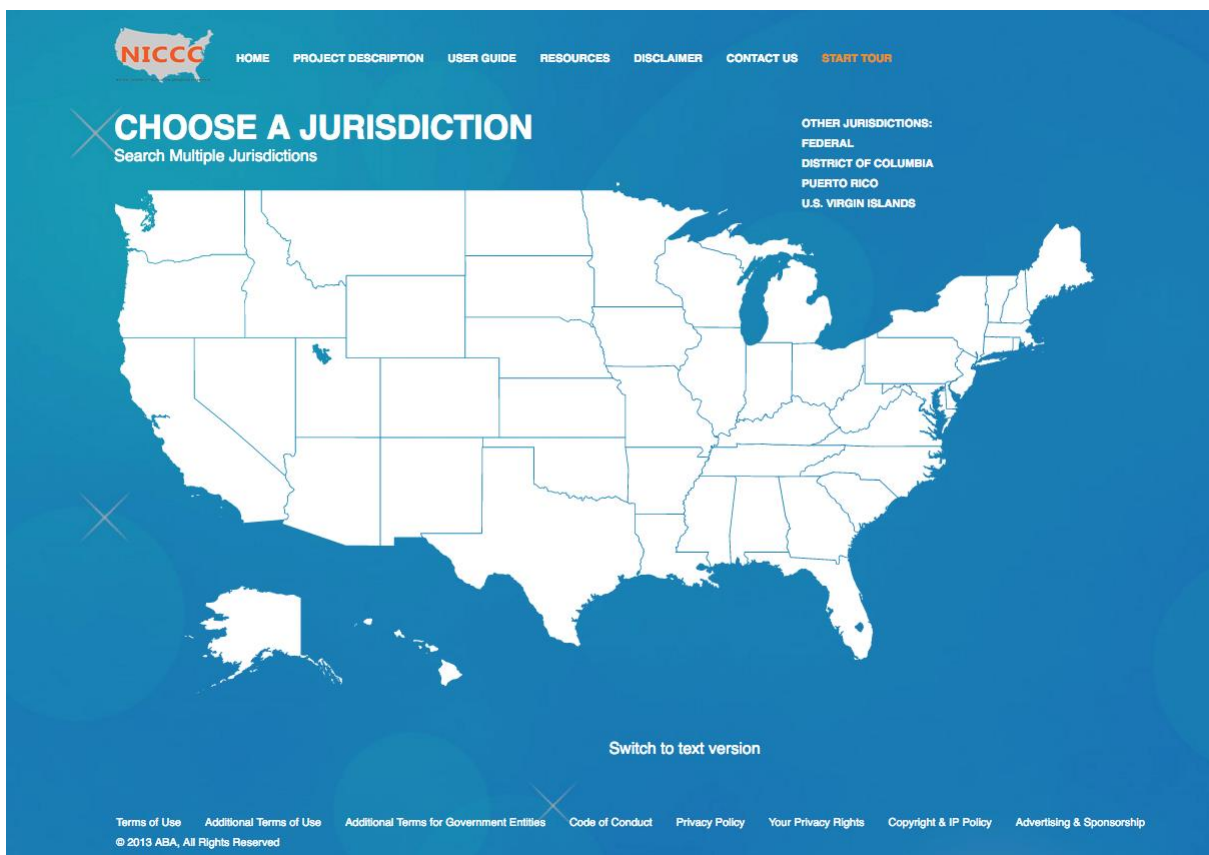 NICCC
HOME PROJECT DESCRIPTION USER GUIDE RESOURCES DISCLAIMER CONTACT US START TOUR
CHOOSE A JURISDICTION
Search Multiple Jurisdictions
OTHER JURISDICTIONS:
FEDERAL
DISTRICT OF COLUMBIA
PUERTO RICO
U.S. VIRGIN ISLANDS
Switch to text version
Terms of Use Additional Terms of Use Additional Terms for Government Entities Code of Conduct Privacy Policy Your Privacy Rights Copyright & IP Policy Advertising & Sponsorship
© 2013 ABA, All Rights Reserved